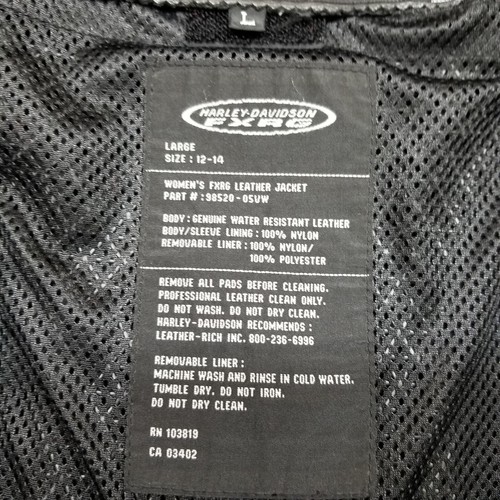 L
HARLEY-DAVIDSON
FXRG
LARGE
SIZE : 12-14
WOMEN'S FXRG LEATHER JACKET
PART # : 98520-05VW
BODY : GENUINE WATER RESISTANT LEATHER
BODY/SLEEVE LINING : 100% NYLON
REMOVABLE LINER : 100% NYLON/
100% POLYESTER
REMOVE ALL PADS BEFORE CLEANING.
PROFESSIONAL LEATHER CLEAN ONLY.
DO NOT WASH. DO NOT DRY CLEAN.
HARLEY-DAVIDSON RECOMMENDS :
LEATHER-RICH INC. 800-236-6996
REMOVABLE LINER :
MACHINE WASH AND RINSE IN COLD WATER.
TUMBLE DRY. DO NOT IRON.
DO NOT DRY CLEAN.
RN 103819
CA 03402